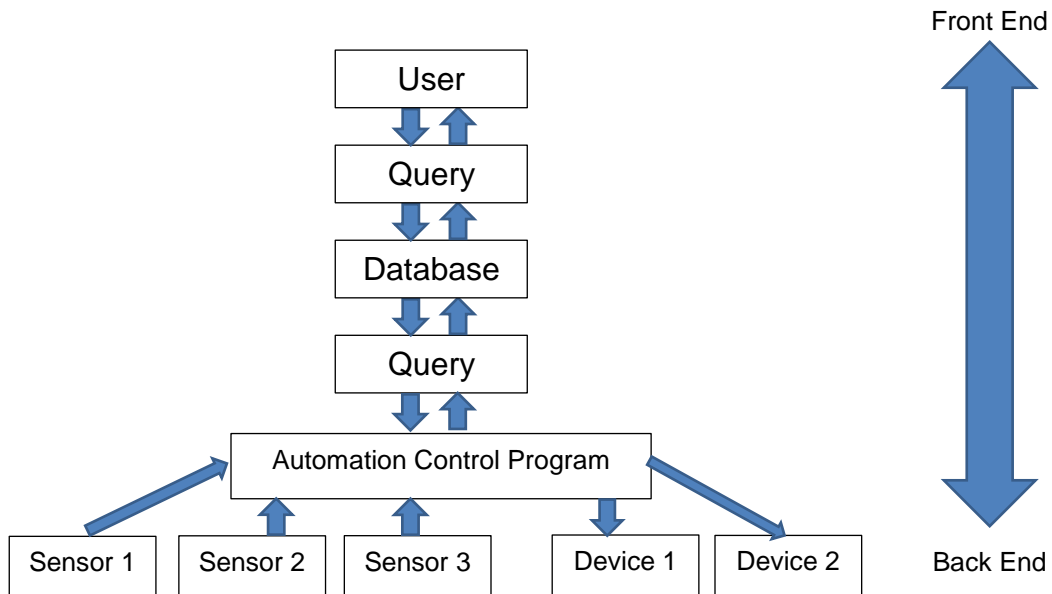 Front End
User
Query
Database
Query
Automation Control Program
Sensor 1
Sensor 2
Sensor 3
Device 1
Device 2
Back End